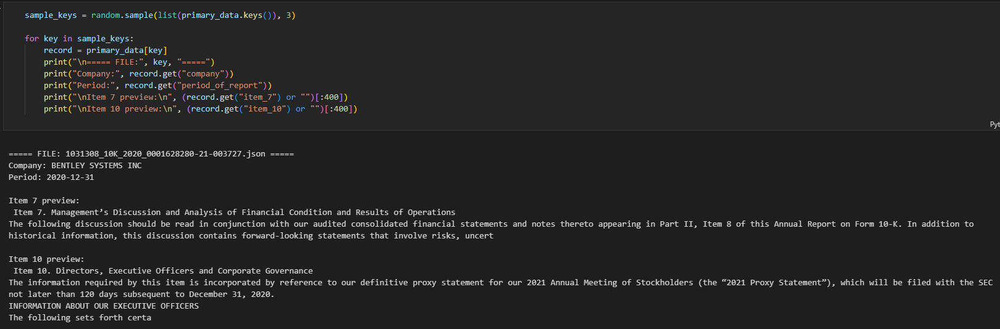 sample_keys = random.sample(list(primary_data.keys()), 3)
for key in sample_keys:
    record = primary_data[key]
    print("\n===== FILE:", key, "=====")
    print("Company:", record.get("company"))
    print("Period:", record.get("period_of_report"))
    print("\nItem 7 preview:\n", (record.get("item_7") or "")[:400])
    print("\nItem 10 preview:\n", (record.get("item_10") or "")[:400])
===== FILE: 1031308_10K_2020_0001628280-21-003727.json =====
Company: BENTLEY SYSTEMS INC
Period: 2020-12-31
Item 7 preview:
 Item 7. Management’s Discussion and Analysis of Financial Condition and Results of Operations
The following discussion should be read in conjunction with our audited consolidated financial statements and notes thereto appearing in Part II, Item 8 of this Annual Report on Form 10-K. In addition to
historical information, this discussion contains forward-looking statements that involve risks, uncert
Item 10 preview:
 Item 10. Directors, Executive Officers and Corporate Governance
The information required by this item is incorporated by reference to our definitive proxy statement for our 2021 Annual Meeting of Stockholders (the “2021 Proxy Statement”), which will be filed with the SEC
not later than 120 days subsequent to December 31, 2020.
INFORMATION ABOUT OUR EXECUTIVE OFFICERS
The following sets forth certa